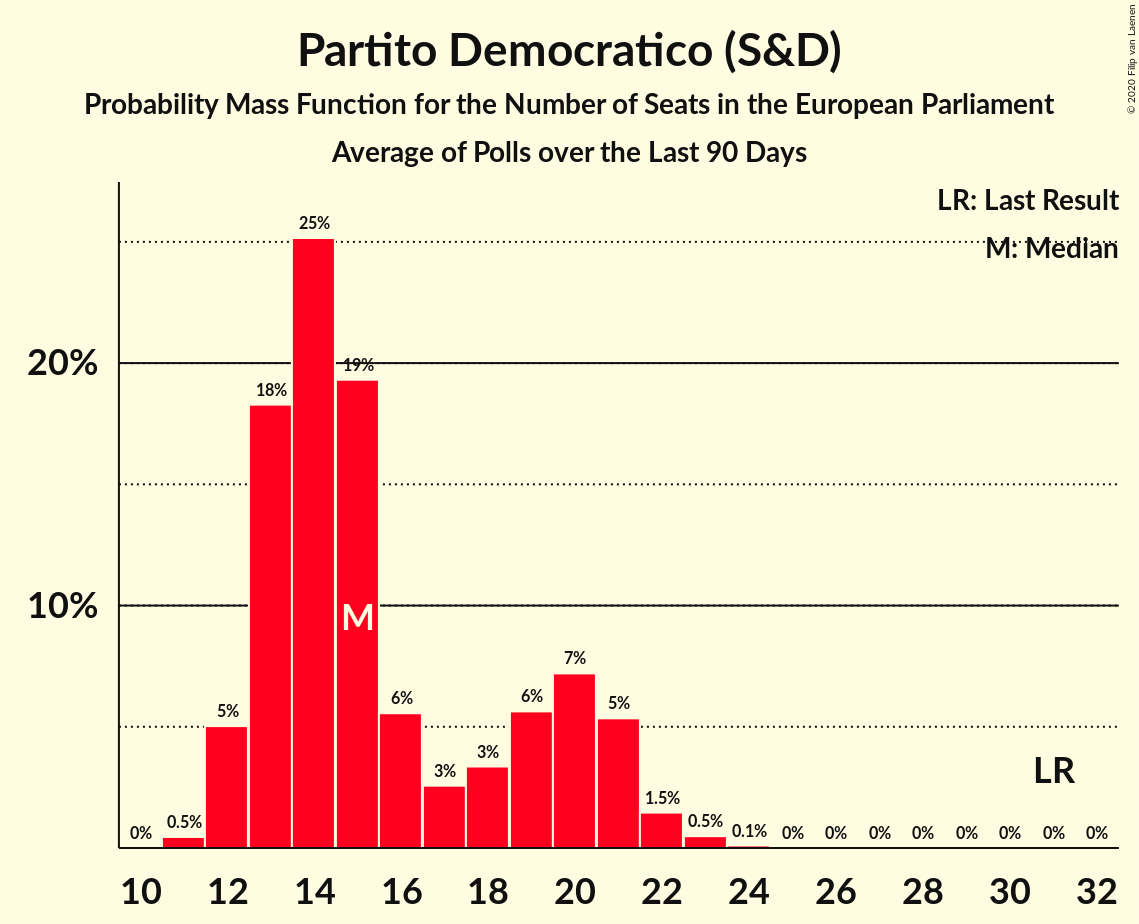 Partito Democratico (S&D)
Probability Mass Function for the Number of Seats in the European Parliament
Average of Polls over the Last 90 Days
© 2020 Filip van Laenen
LR: Last Result
M: Median
20%
10%
0%
0.5%
5%
18%
25%
19%
6%
3%
3%
6%
7%
5%
1.5%
0.5%
0.1%
0%
0%
0%
0%
0%
0%
0%
0%
M
LR
10 12 14 16 18 20 22 24 26 28 30 32